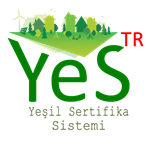 YeS TR
Yeşil Sertifika
Sistemi